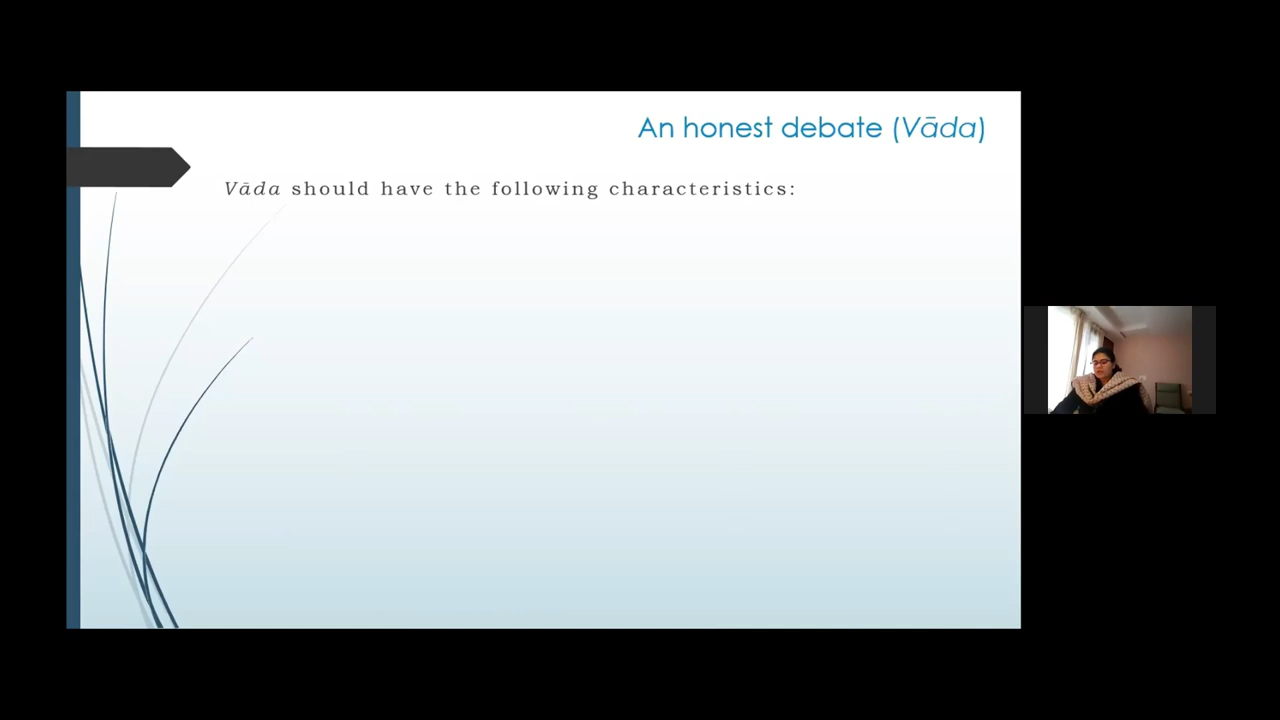 An honest debate (Vāda)
Vāda should have the following characteristics: